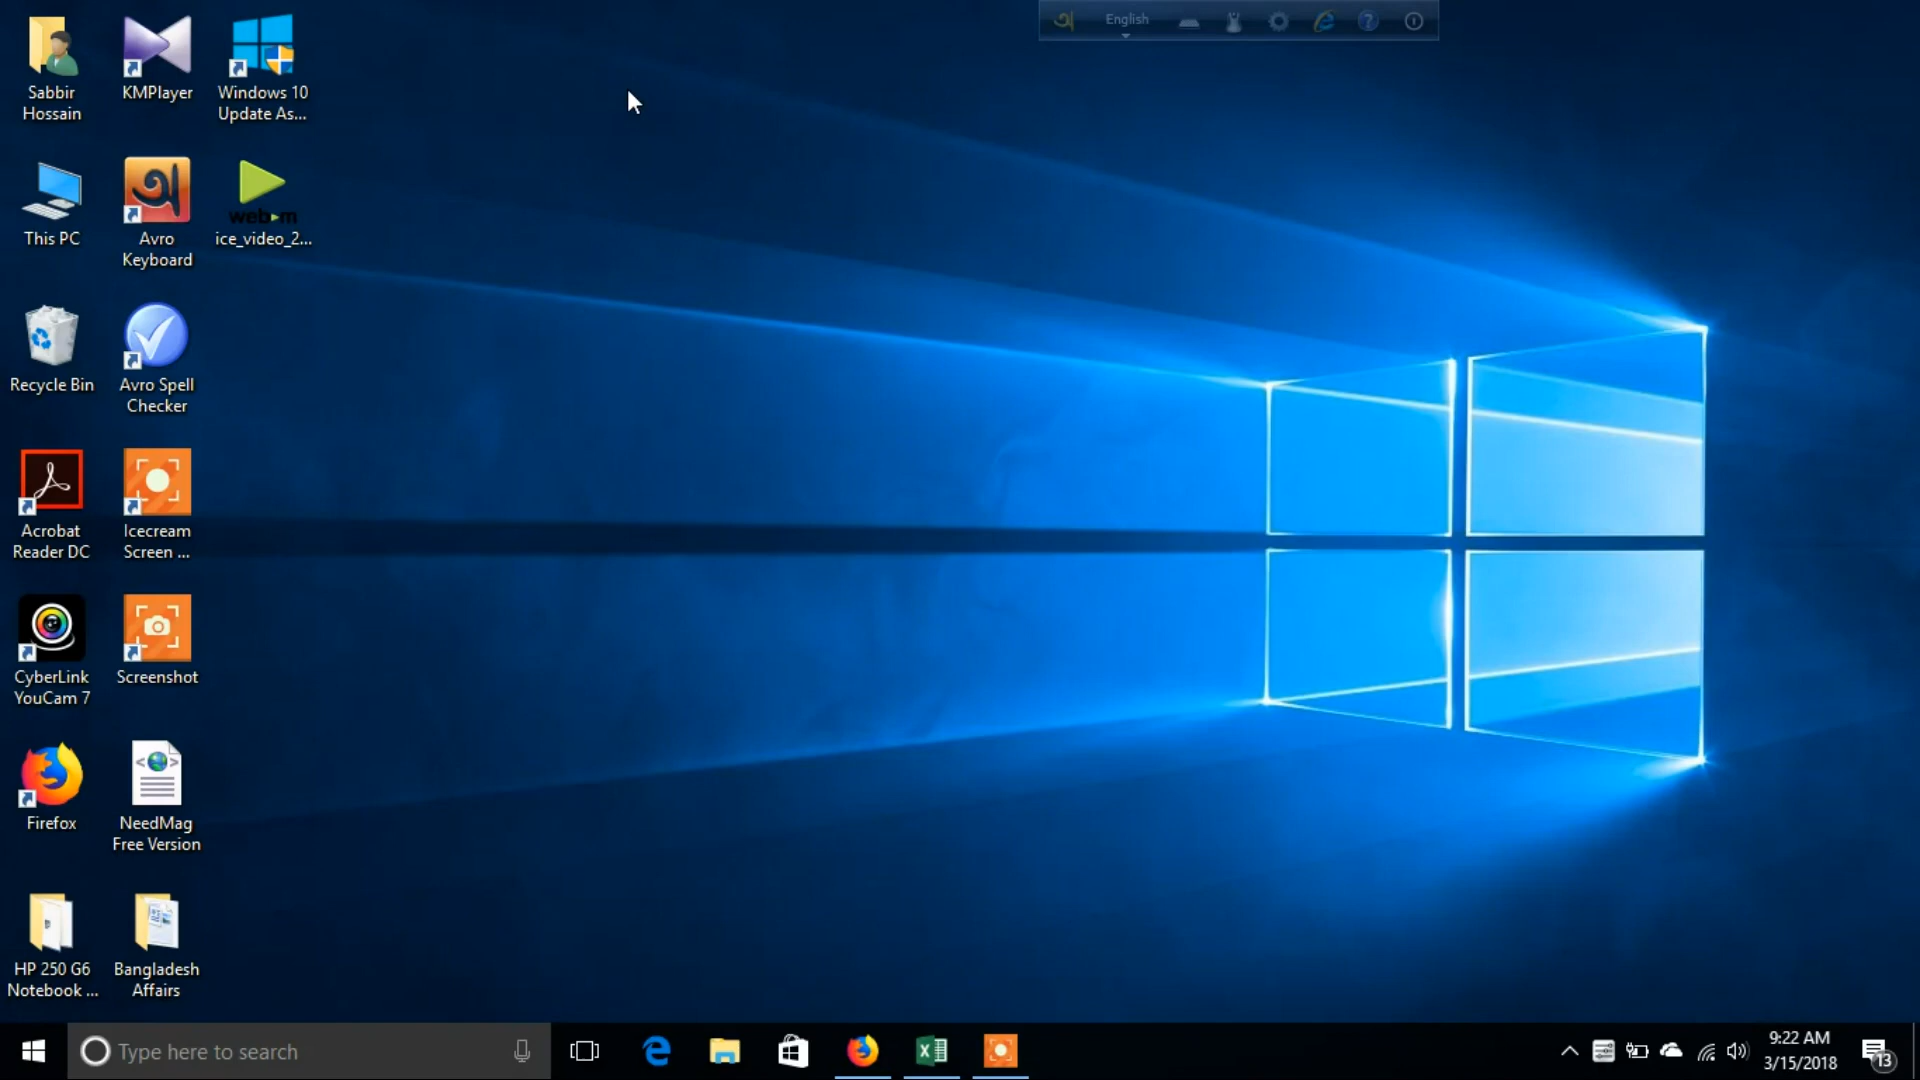 অ English ?
Sabbir
Hossain
KMPlayer
Windows 10
Update As...
This PC
অ
Avro
Keyboard
web m
ice_video_2...
Recycle Bin
Avro Spell
Checker
Acrobat
Reader DC
Icecream
Screen ...
CyberLink
YouCam 7
Screenshot
Firefox
NeedMag
Free Version
HP 250 G6
Notebook ...
Bangladesh
Affairs
Type here to search
9:22 AM
3/15/2018
13